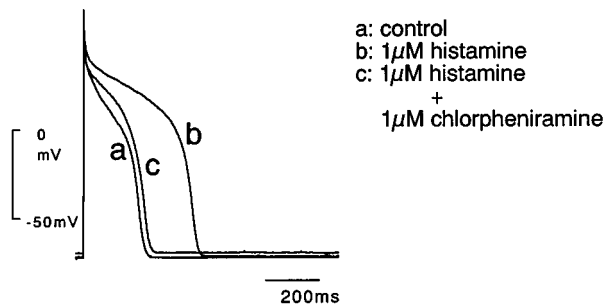 a: control
b: 1µM histamine
c: 1µM histamine
+
1µM chlorpheniramine
0
mV
-50mV
a
c
b
200ms